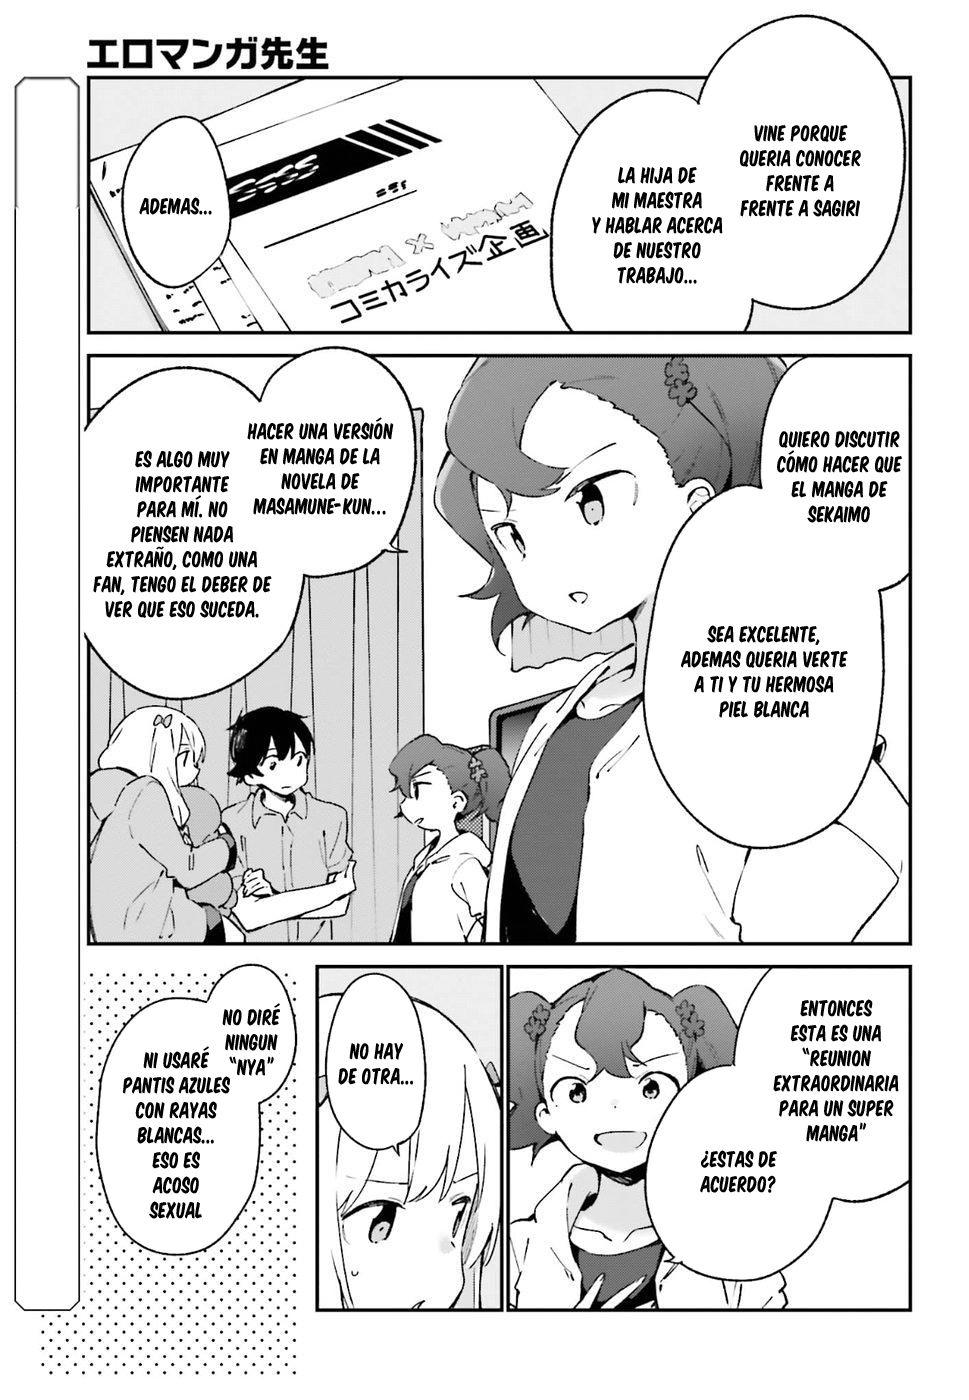 エロマンガ先生
VINE PORQUE
QUERIA CONOCER
FRENTE A
FRENTE A SAGIRI
LA HIJA DE
MI MAESTRA
Y HABLAR ACERCA
DE NUESTRO
TRABAJO...
ADEMAS...
コミカライズ企画
QUIERO DISCUTIR
CÓMO HACER QUE
EL MANGA DE
SEKAIMO
SEA EXCELENTE,
ADEMAS QUERIA VERTE
A TI Y TU HERMOSA
PIEL BLANCA
HACER UNA VERSIÓN
EN MANGA DE LA
NOVELA DE
MASAMUNE-KUN...
ES ALGO MUY
IMPORTANTE
PARA MÍ. NO
PIENSEN NADA
EXTRAÑO, COMO UNA
FAN, TENGO EL DEBER DE
VER QUE ESO SUCEDA.
ENTONCES
ESTA ES UNA
"REUNION
EXTRAORDINARIA
PARA UN SUPER
MANGA"
¿ESTAS DE
ACUERDO?
NO HAY
DE OTRA...
NO DIRÉ
NINGUN
"NYA"
NI USARÉ
PANTIS AZULES
CON RAYAS
BLANCAS...
ESO ES
ACOSO
SEXUAL